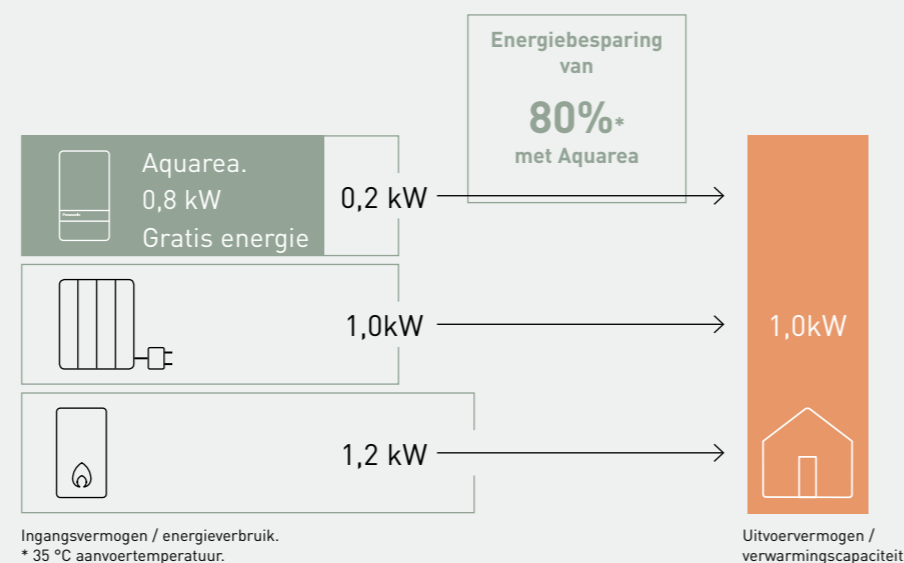 Energiebesparing
van
80%*
met Aquarea
Aquarea.
0,8 kW
Gratis energie
0,2 kW
1,0kW
1,0kW
1,2 kW
Ingangsvermogen / energieverbruik.
* 35 °C aanvoertemperatuur.
Uitvoervermogen /
verwarmingscapaciteit